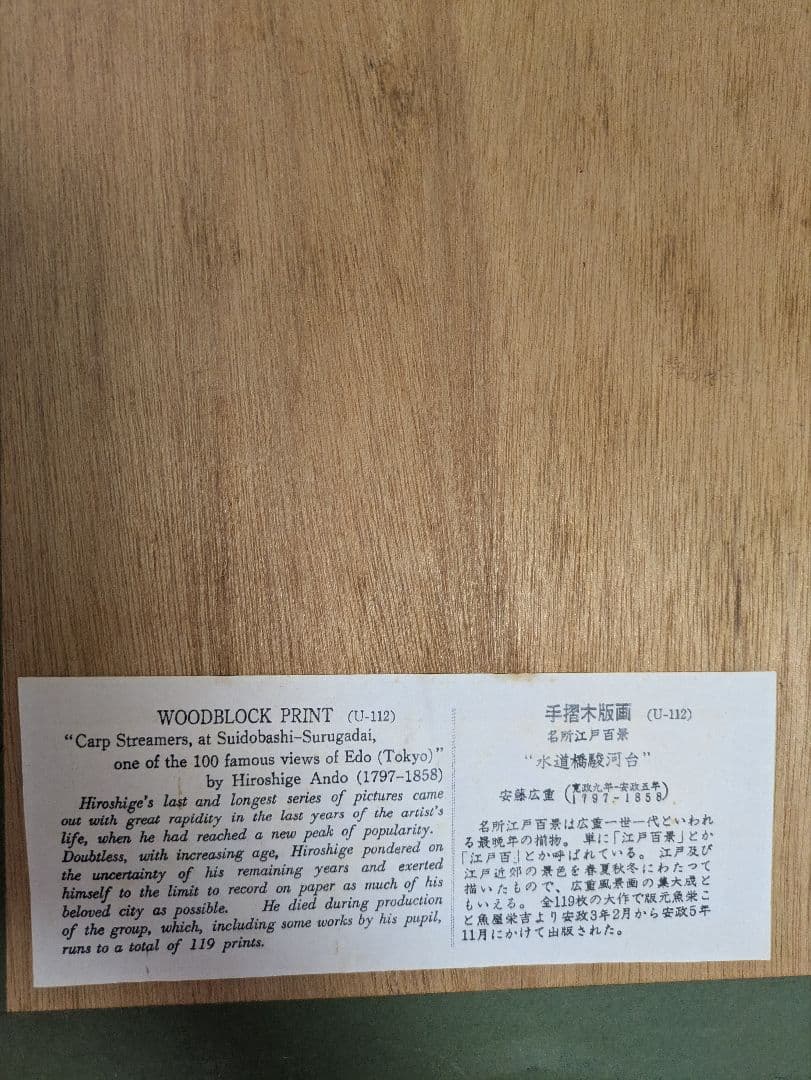 WOODBLOCK PRINT (U-112)
"Carp Streamers, at Suidobashi-Surugadai,
one of the 100 famous views of Edo (Tokyo)"
by Hiroshige Ando (1797-1858)
Hiroshige's last and longest series of pictures came
out with great rapidity in the last years of the artist's
life, when he had reached a new peak of popularity.
Doubtless, with increasing age, Hiroshige pondered on
the uncertainty of his remaining years and exerted
himself to the limit to record on paper as much of his
beloved city as possible. He died during production
of the group, which, including some works by his pupil,
runs to a total of 119 prints.
手摺木版画 (U-112)
名所江戸百景
"水道橋駿河台"
安藤広重 (寛政九年-安政五年
1797-1858)
名所江戸百景は広重一世一代といわれ
る最晩年の揃物。単に「江戸百景」とか
「江戸百」とか呼ばれている。江戸及び
江戸近郊の景色を春夏秋冬にわたつて
描いたもので、広重風景画の集大成と
もいえる。全119枚の大作で版元魚栄こ
と魚屋栄吉より安政3年2月から安政5年
11月にかけて出版された。